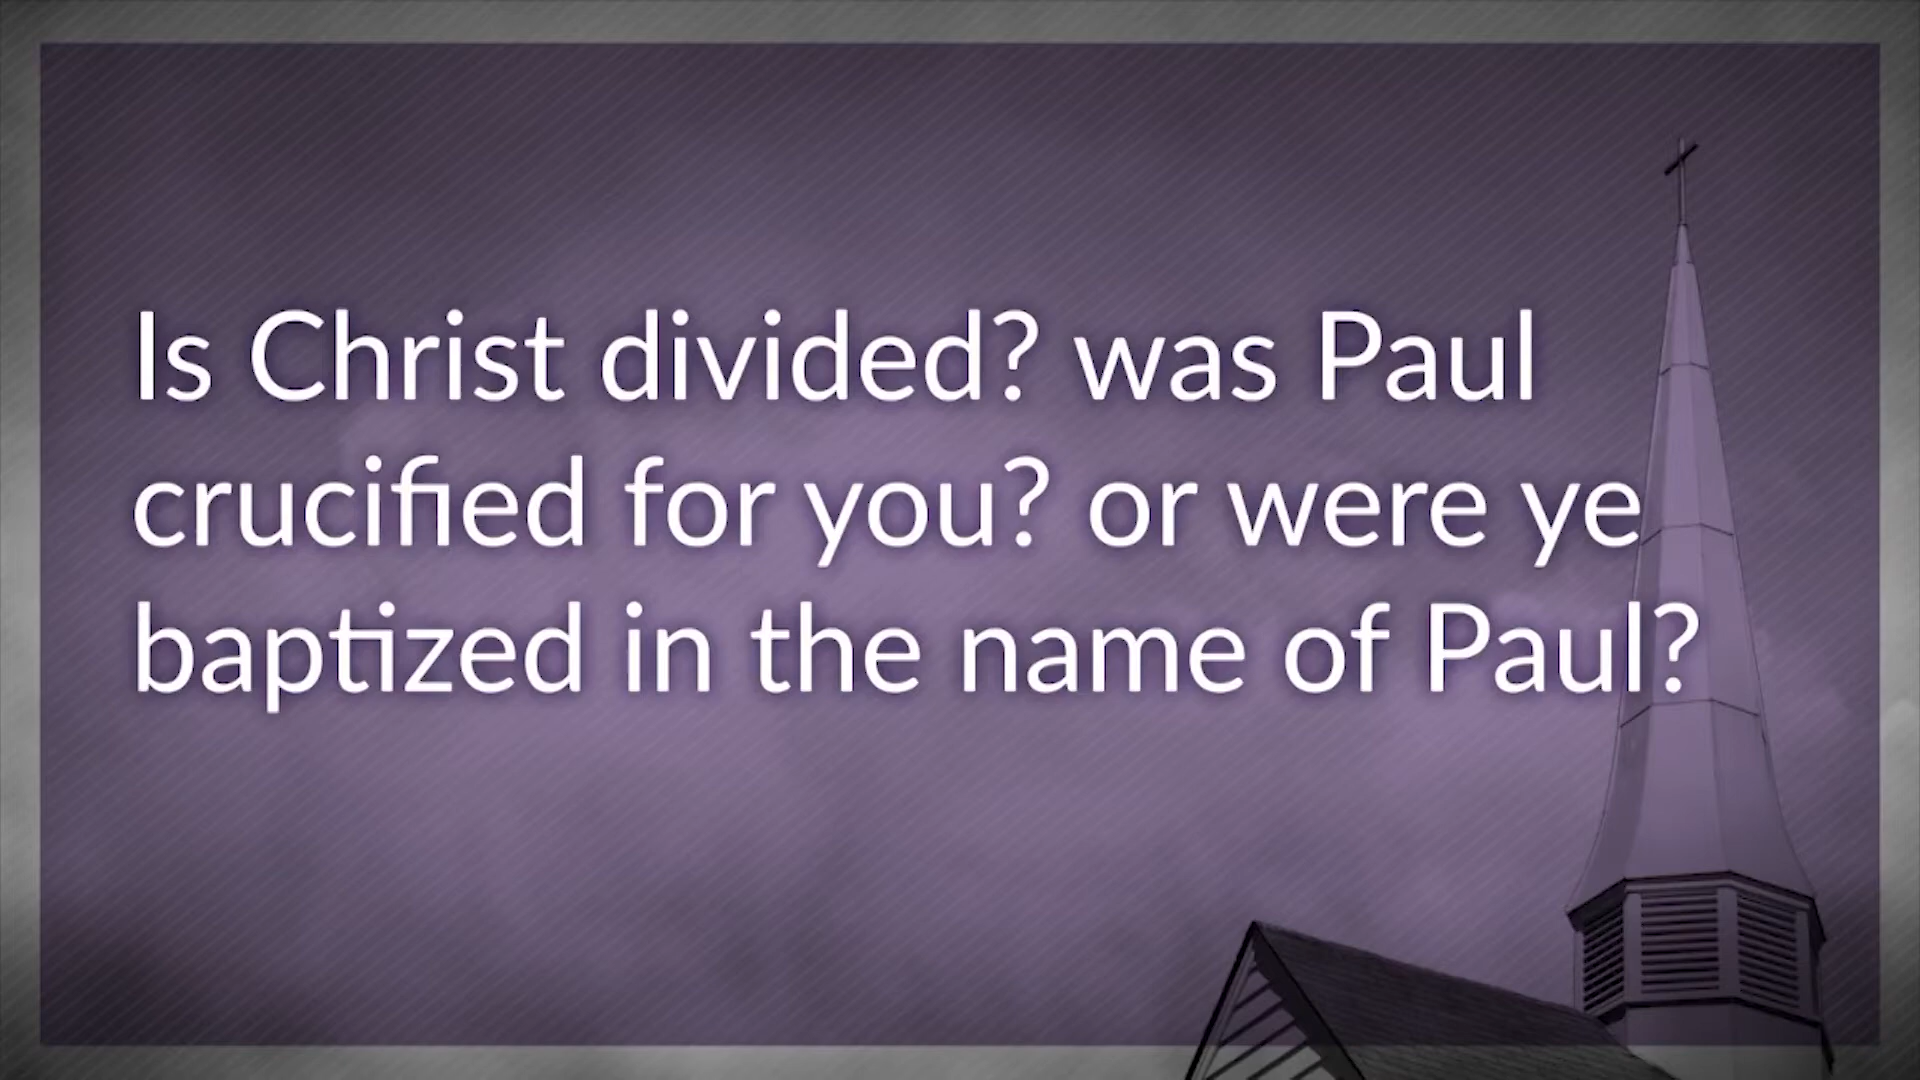 Is Christ divided? was Paul
crucified for you? or were ye
baptized in the name of Paul?